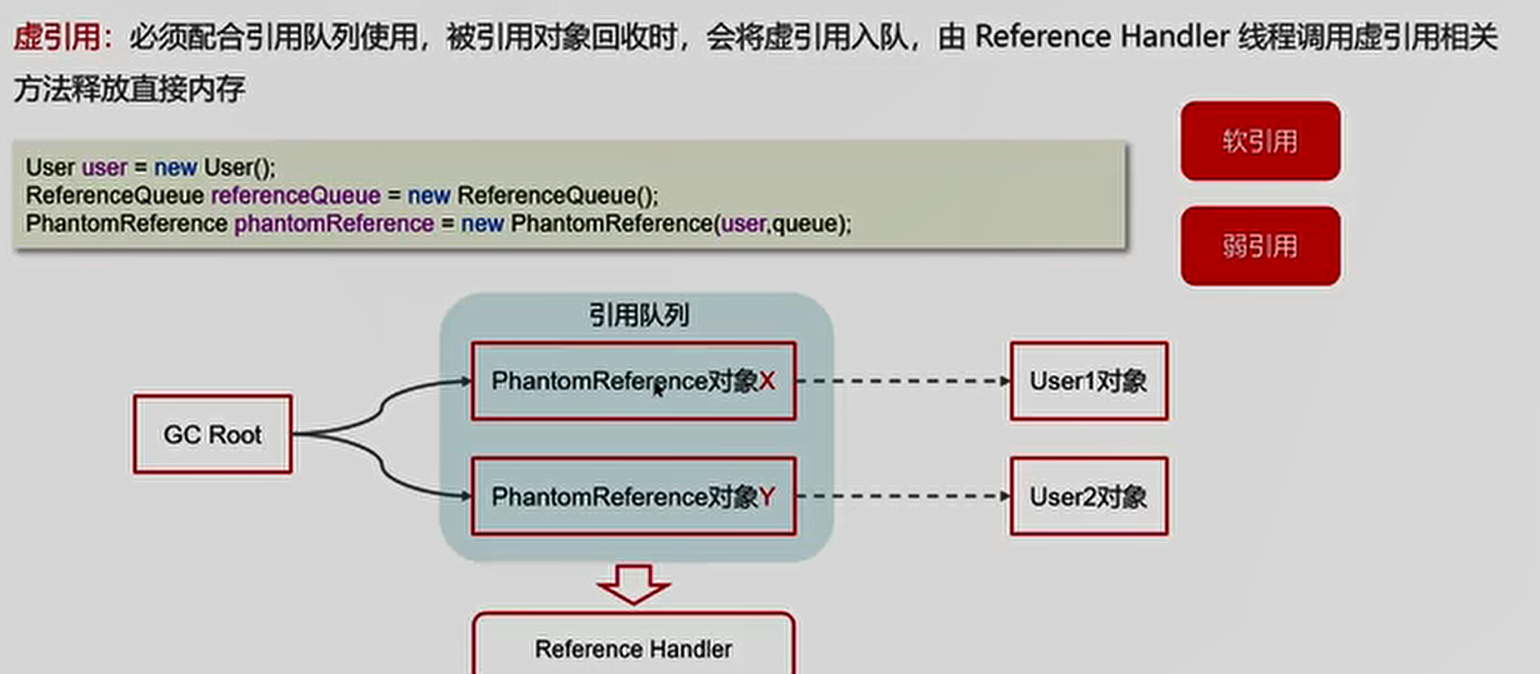 虚引用：必须配合引用队列使用，被引用对象回收时，会将虚引用入队，由 Reference Handler 线程调用虚引用相关
方法释放直接内存
User user = new User();
ReferenceQueue referenceQueue = new ReferenceQueue();
PhantomReference phantomReference = new PhantomReference(user,queue);
软引用
弱引用
引用队列
PhantomReference对象X
User1对象
GC Root
PhantomReference对象Y
User2对象
Reference Handler